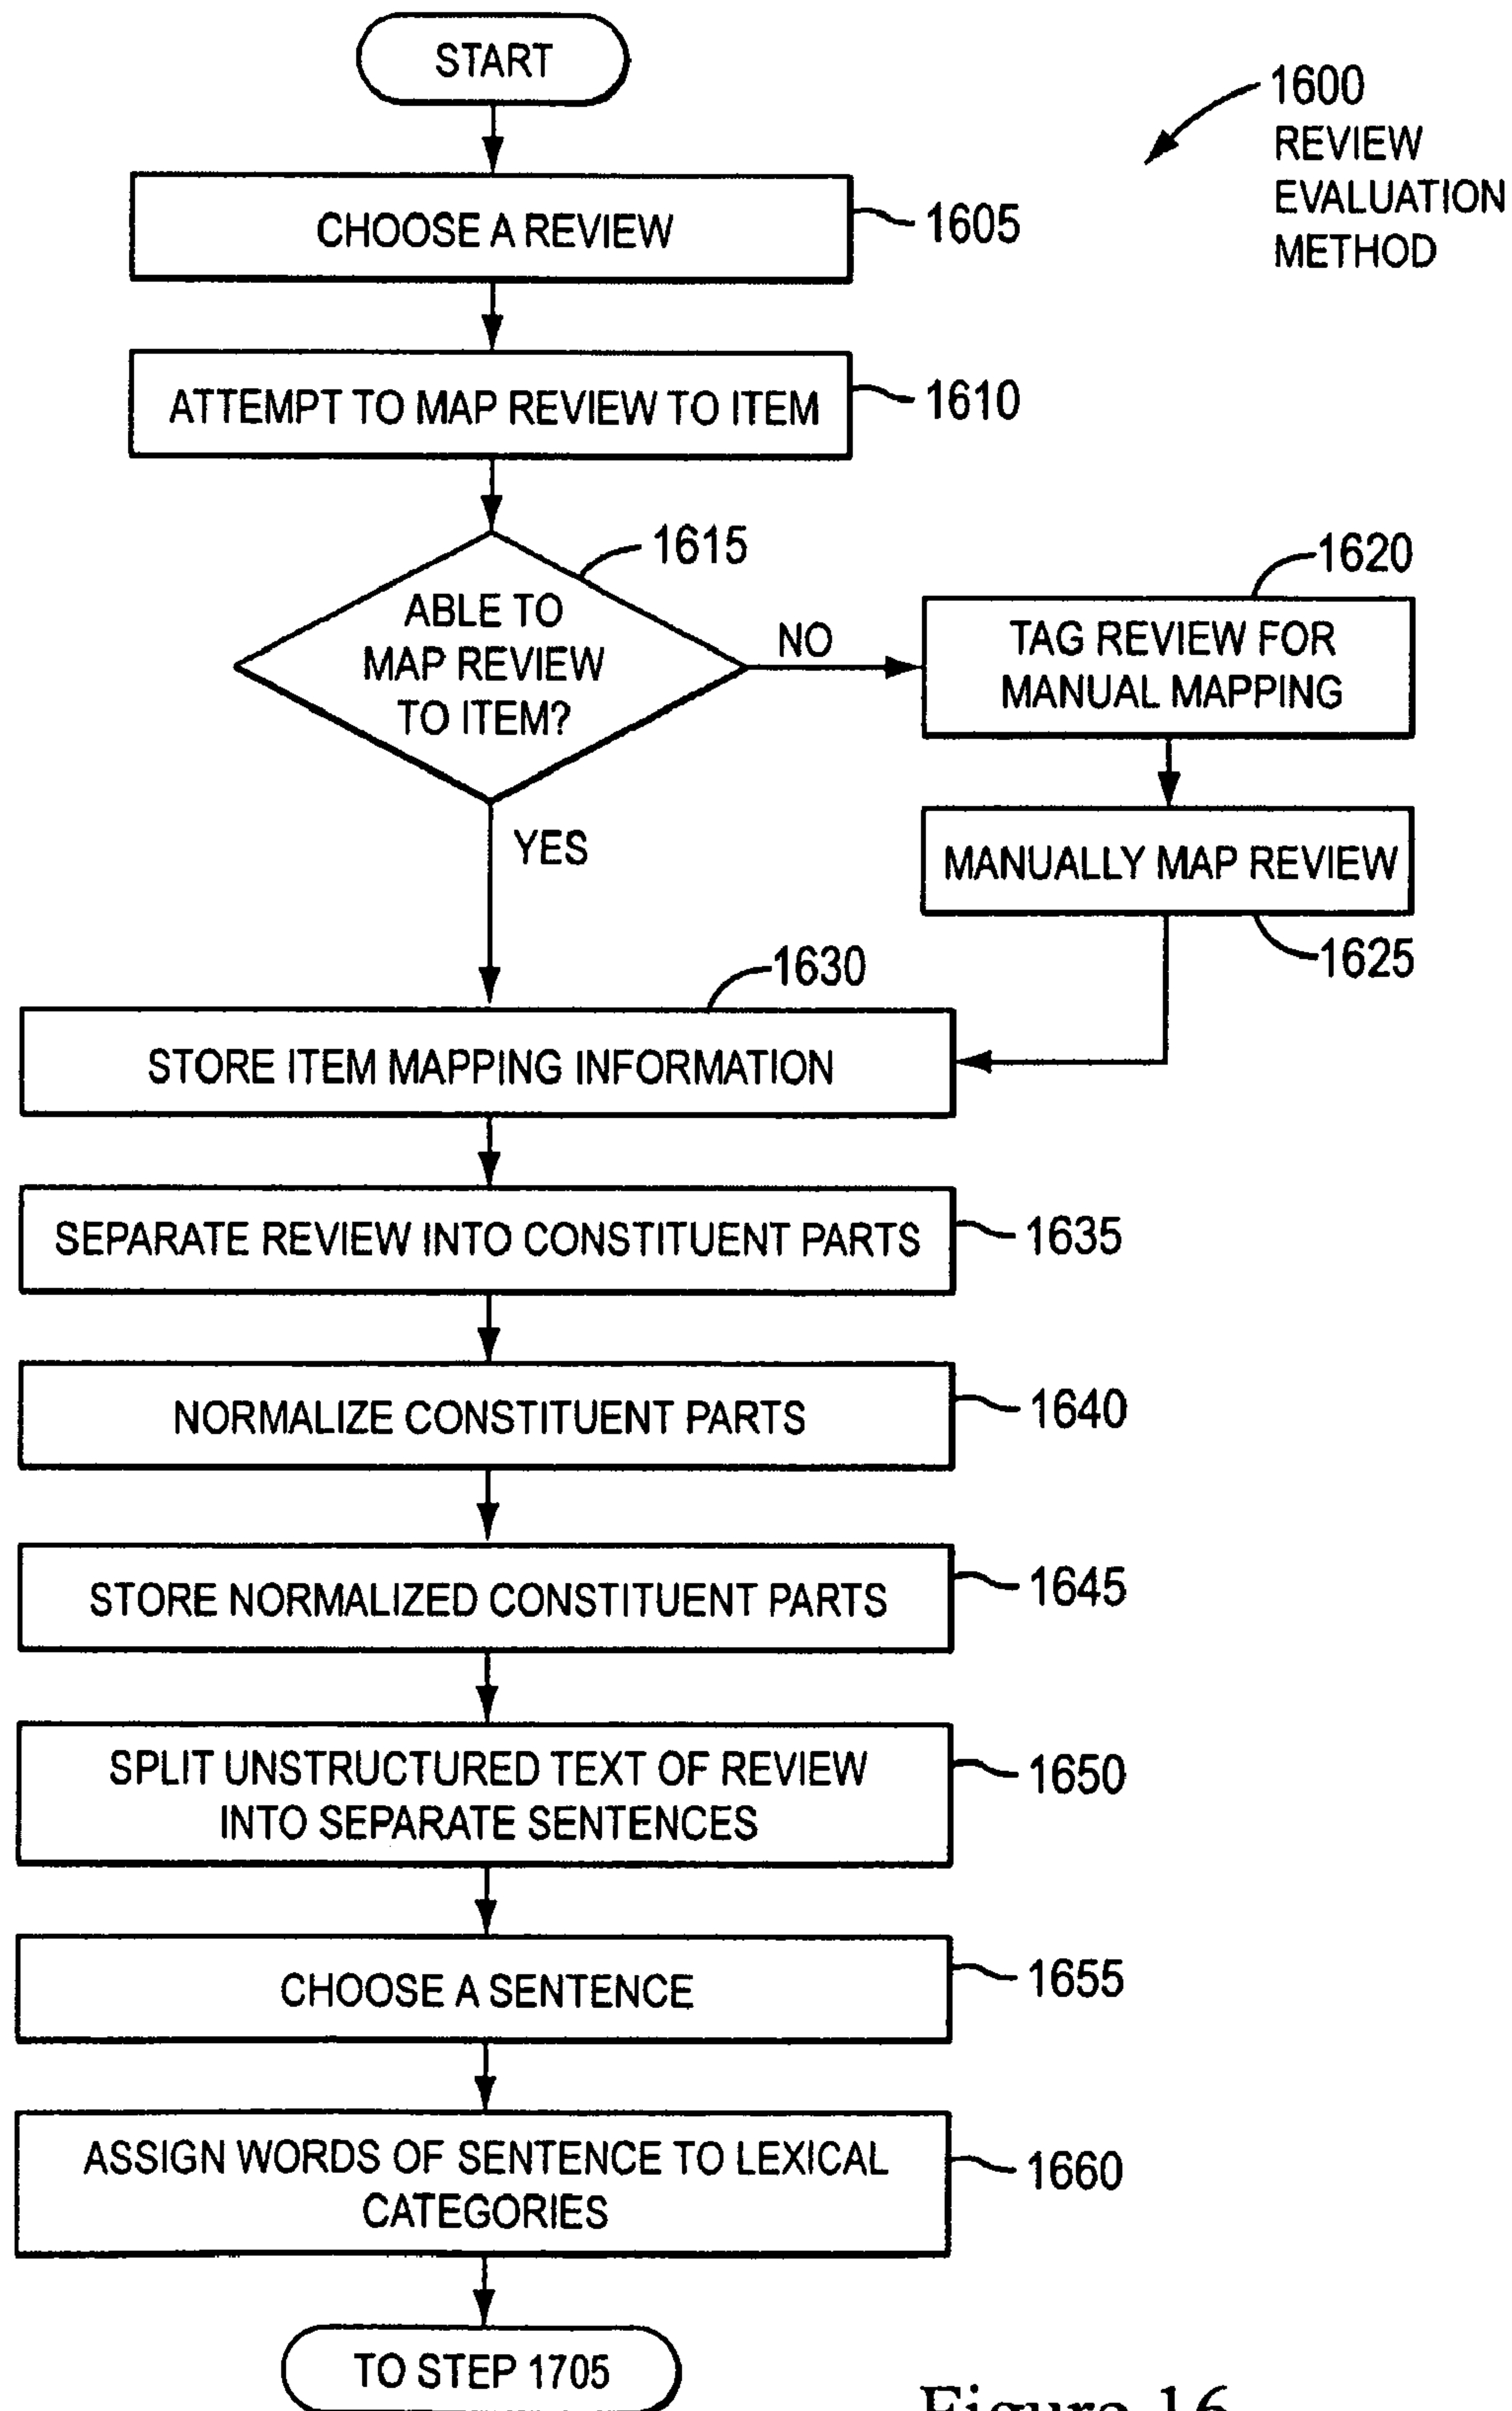 START
1600
REVIEW
EVALUATION
METHOD
CHOOSE A REVIEW
1605
ATTEMPT TO MAP REVIEW TO ITEM
1610
1615
ABLE TO
MAP REVIEW
TO ITEM?
NO
1620
TAG REVIEW FOR
MANUAL MAPPING
YES
MANUALLY MAP REVIEW
1625
1630
STORE ITEM MAPPING INFORMATION
SEPARATE REVIEW INTO CONSTITUENT PARTS
1635
NORMALIZE CONSTITUENT PARTS
1640
STORE NORMALIZED CONSTITUENT PARTS
1645
SPLIT UNSTRUCTURED TEXT OF REVIEW
INTO SEPARATE SENTENCES
1650
CHOOSE A SENTENCE
1655
ASSIGN WORDS OF SENTENCE TO LEXICAL
CATEGORIES
1660
TO STEP 1705
Figure 16